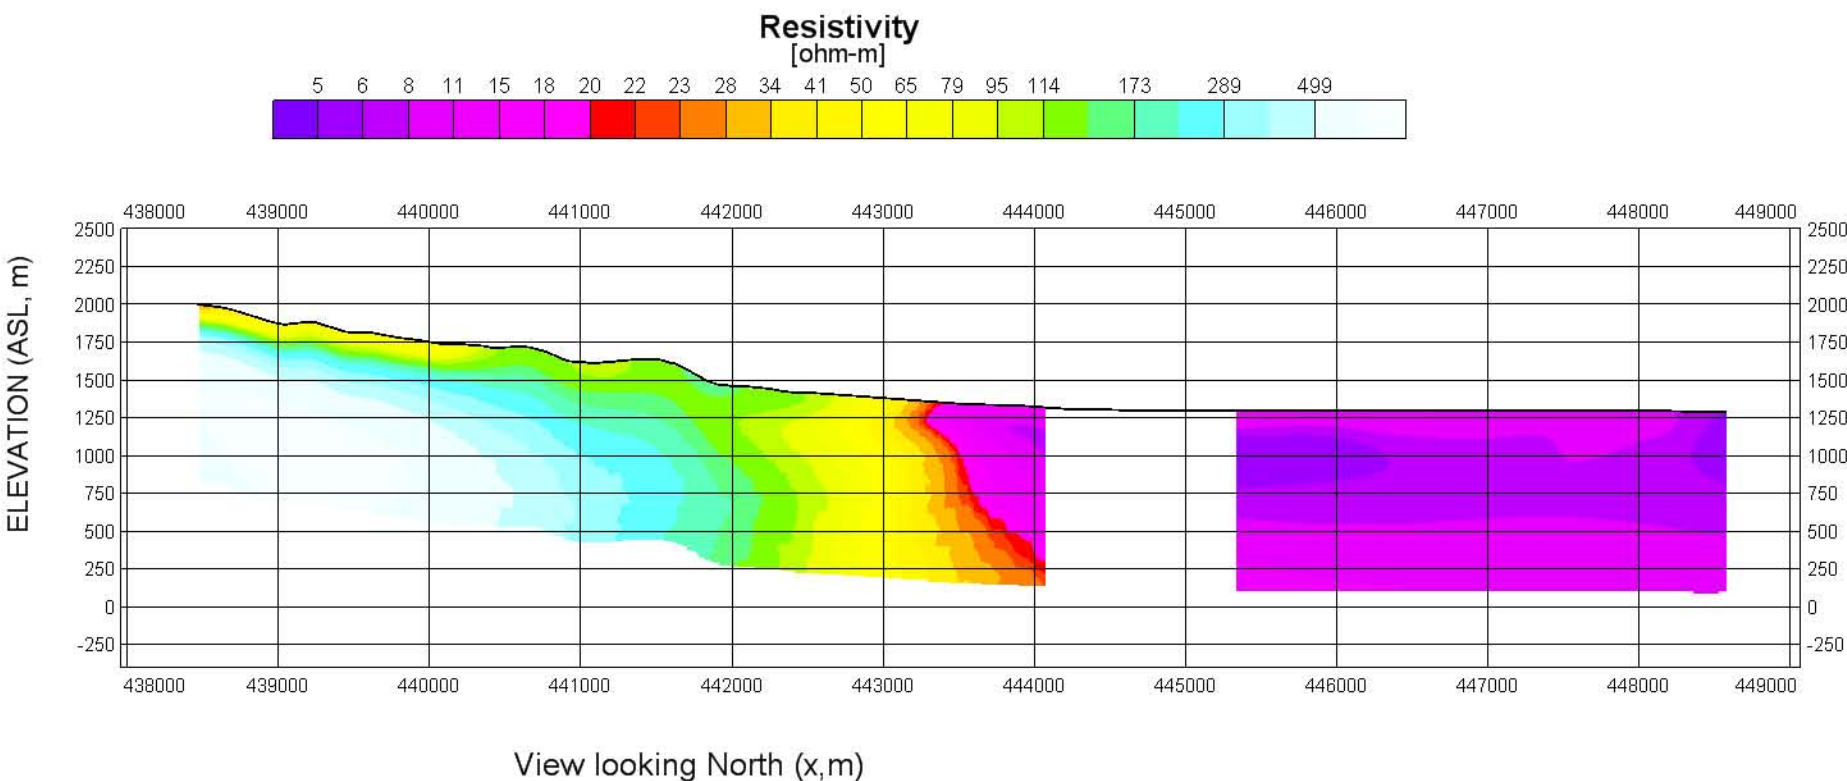 Resistivity
[ohm-m]
5 6 8 11 15 18 20 22 23 28 34 41 50 65 79 95 114 173 289 499
438000 439000 440000 441000 442000 443000 444000 445000 446000 447000 448000 449000
2500 2500
2250 2250
2000 2000
1750 1750
1500 1500
1250 1250
1000 1000
750 750
500 500
250 250
0 0
-250 -250
ELEVATION (ASL, m)
438000 439000 440000 441000 442000 443000 444000 445000 446000 447000 448000 449000
View looking North (x,m)